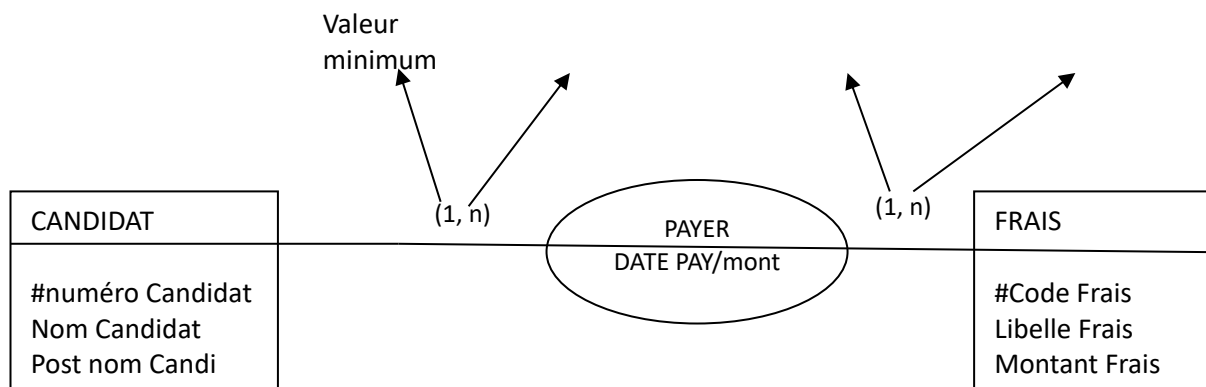 Valeur
minimum
(1, n)
(1, n)
CANDIDAT
PAYER
FRAIS
DATE PAY/mont
#numéro Candidat
Nom Candidat
Post nom Candi
#Code Frais
Libelle Frais
Montant Frais